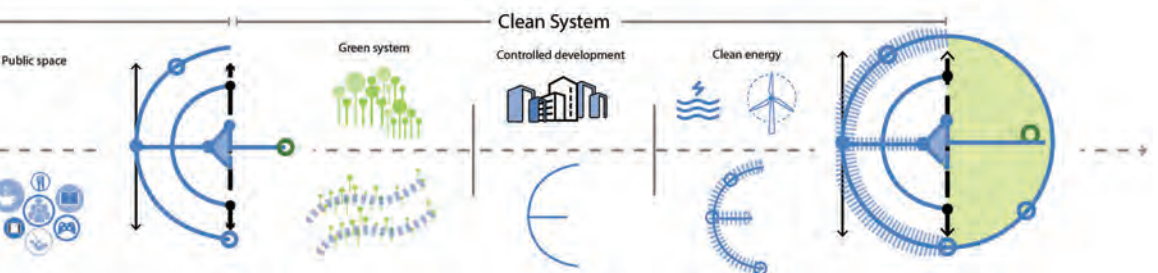 Clean System
Public space
Green system
Controlled development
Clean energy